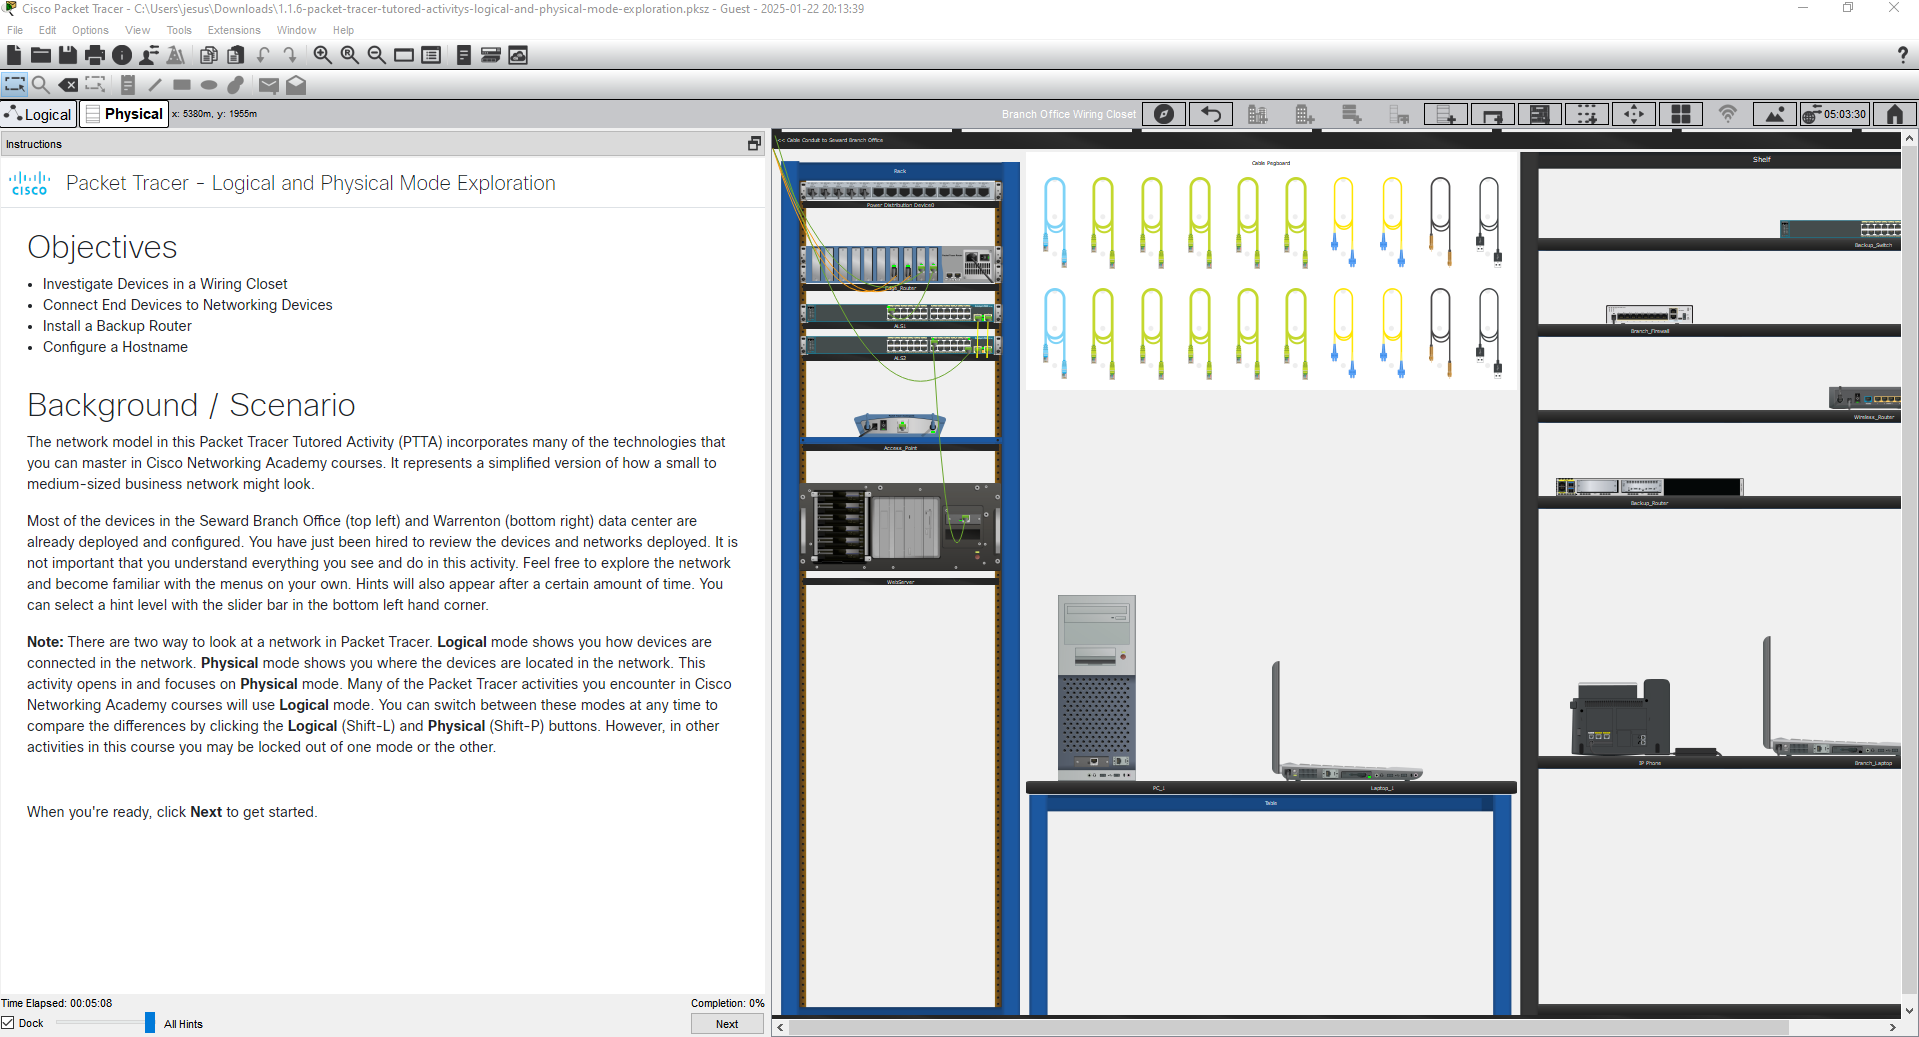 Cisco Packet Tracer - C:\Users\jesus\Downloads\1.1.6-packet-tracer-tutored-activitys-logical-and-physical-mode-exploration.pksz - Guest - 2025-01-22 20:13:39
File Edit Options View Tools Extensions Window Help
?
Logical Physical x: 5380m, y: 1955m
Branch Office Wiring Closet
05:03:30
Instructions
CISCO
Packet Tracer - Logical and Physical Mode Exploration
Objectives
• Investigate Devices in a Wiring Closet
• Connect End Devices to Networking Devices
• Install a Backup Router
• Configure a Hostname
Background / Scenario
The network model in this Packet Tracer Tutored Activity (PTTA) incorporates many of the technologies that
you can master in Cisco Networking Academy courses. It represents a simplified version of how a small to
medium-sized business network might look.
Most of the devices in the Seward Branch Office (top left) and Warrenton (bottom right) data center are
already deployed and configured. You have just been hired to review the devices and networks deployed. It is
not important that you understand everything you see and do in this activity. Feel free to explore the network
and become familiar with the menus on your own. Hints will also appear after a certain amount of time. You
can select a hint level with the slider bar in the bottom left hand corner.
Note: There are two way to look at a network in Packet Tracer. Logical mode shows you how devices are
connected in the network. Physical mode shows you where the devices are located in the network. This
activity opens in and focuses on Physical mode. Many of the Packet Tracer activities you encounter in Cisco
Networking Academy courses will use Logical mode. You can switch between these modes at any time to
compare the differences by clicking the Logical (Shift-L) and Physical (Shift-P) buttons. However, in other
activities in this course you may be locked out of one mode or the other.
When you're ready, click Next to get started.
Time Elapsed: 00:05:08
Completion: 0%
Dock
All Hints
Next
<< Cable Conduit to Seward Branch Office
Rack
Power Distribution Device0
Edge_Router
ALS1
ALS2
Access_Point
WebServer
Cable Pegboard
PC_1
Laptop_1
Table
Shelf
Backup_Switch
Branch_Firewall
Wireless_Router
Backup_Router
IP Phone
Branch_Laptop